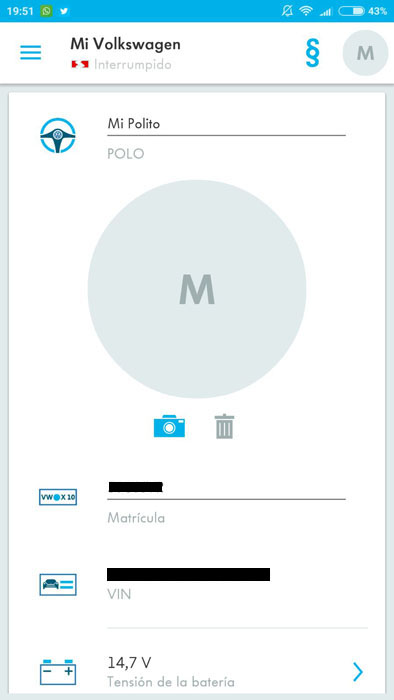 19:51
43%
Mi Volkswagen
Interrumpido
§
M
Mi Polito
POLO
M
VW X 10
Matrícula
VIN
14,7 V
Tensión de la batería